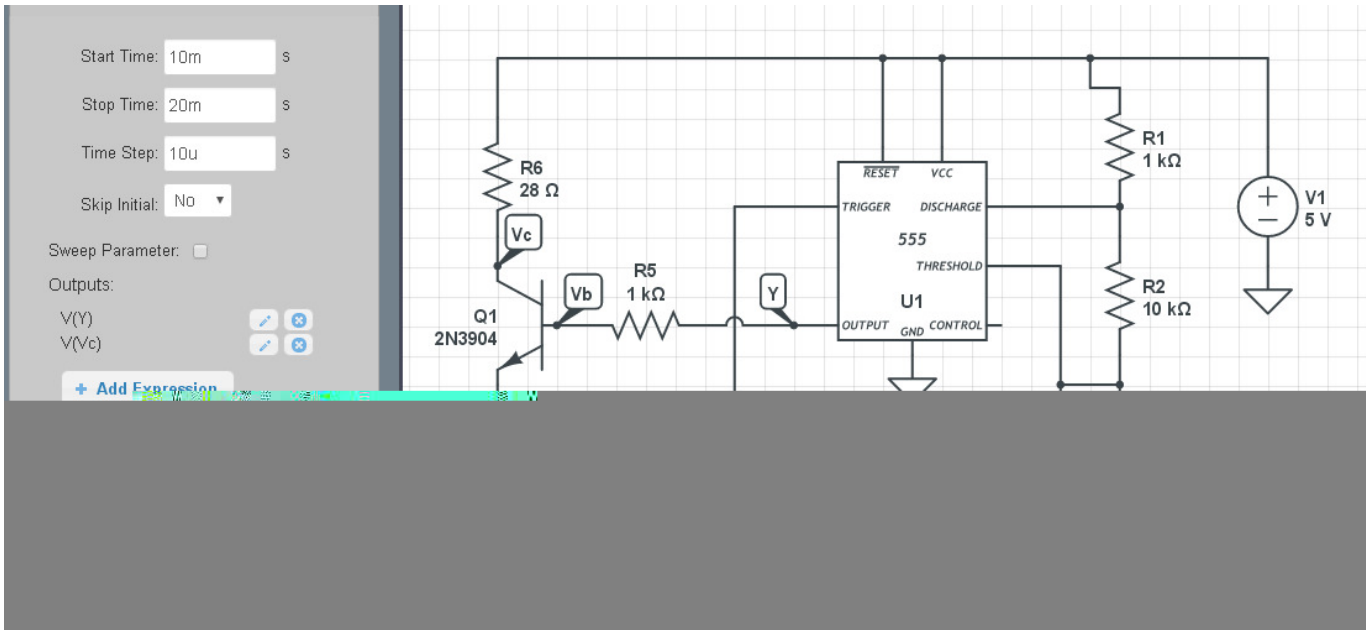 Start Time: 10m s
Stop Time: 20m s
Time Step: 10u s
Skip Initial: No
Sweep Parameter:
Outputs:
V(Y)
V(Vc)
+ Add Expression
R6
28 Ω
Vc
Q1
2N3904
Vb
R5
1 kΩ
Y
RESET VCC
TRIGGER DISCHARGE
555
THRESHOLD
U1
OUTPUT GND CONTROL
R1
1 kΩ
R2
10 kΩ
V1
5 V